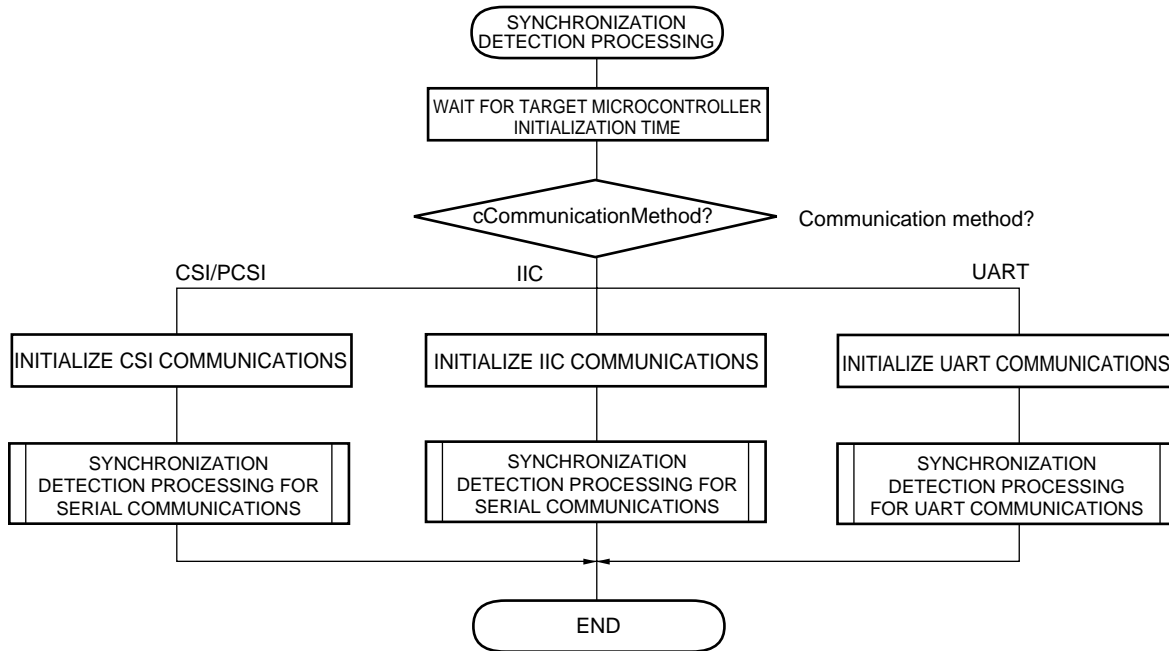 SYNCHRONIZATION
DETECTION PROCESSING
WAIT FOR TARGET MICROCONTROLLER
INITIALIZATION TIME
cCommunicationMethod?
Communication method?
CSI/PCSI
IIC
UART
INITIALIZE CSI COMMUNICATIONS
INITIALIZE IIC COMMUNICATIONS
INITIALIZE UART COMMUNICATIONS
SYNCHRONIZATION
DETECTION PROCESSING FOR
SERIAL COMMUNICATIONS
SYNCHRONIZATION
DETECTION PROCESSING FOR
SERIAL COMMUNICATIONS
SYNCHRONIZATION
DETECTION PROCESSING
FOR UART COMMUNICATIONS
END